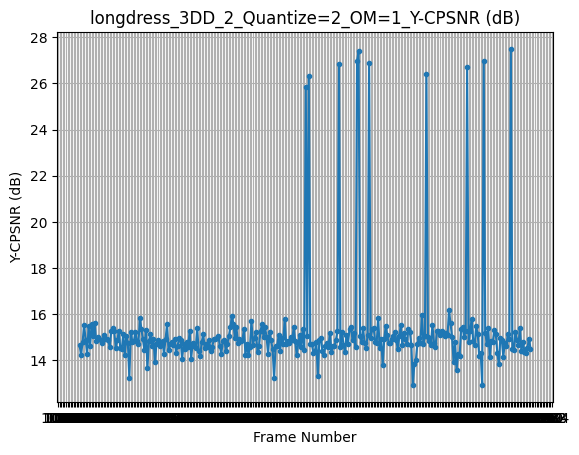 longdress_3DD_2_Quantize=2_OM=1_Y-CPSNR (dB)
28
26
24
22
20
18
16
14
Y-CPSNR (dB)
Frame Number